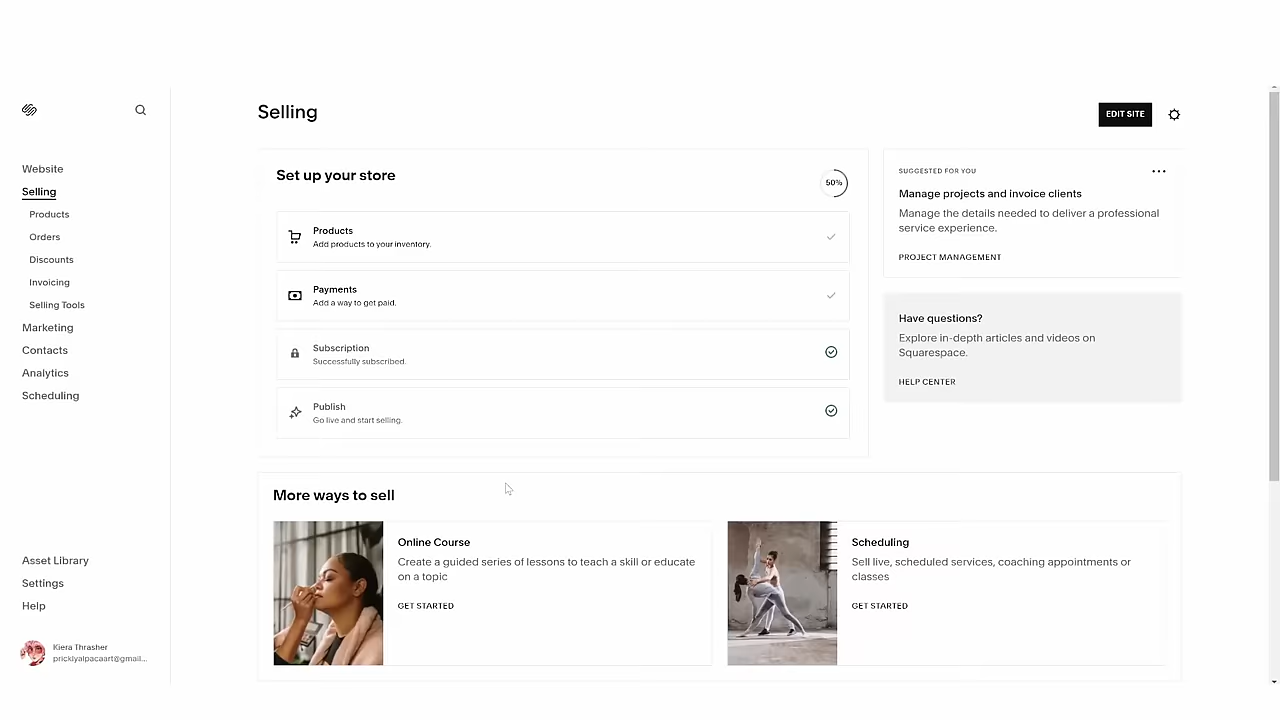 Website
Selling
Products
Orders
Discounts
Invoicing
Selling Tools
Marketing
Contacts
Analytics
Scheduling
Asset Library
Settings
Help
Kiera Thrasher
pricklyalpacaart@gmail...
Selling
EDIT SITE
Set up your store
50%
Products
Add products to your inventory.
Payments
Add a way to get paid.
Subscription
Successfully subscribed.
Publish
Go live and start selling.
SUGGESTED FOR YOU
Manage projects and invoice clients
Manage the details needed to deliver a professional
service experience.
PROJECT MANAGEMENT
Have questions?
Explore in-depth articles and videos on
Squarespace.
HELP CENTER
More ways to sell
Online Course
Create a guided series of lessons to teach a skill or educate
on a topic
GET STARTED
Scheduling
Sell live, scheduled services, coaching appointments or
classes
GET STARTED